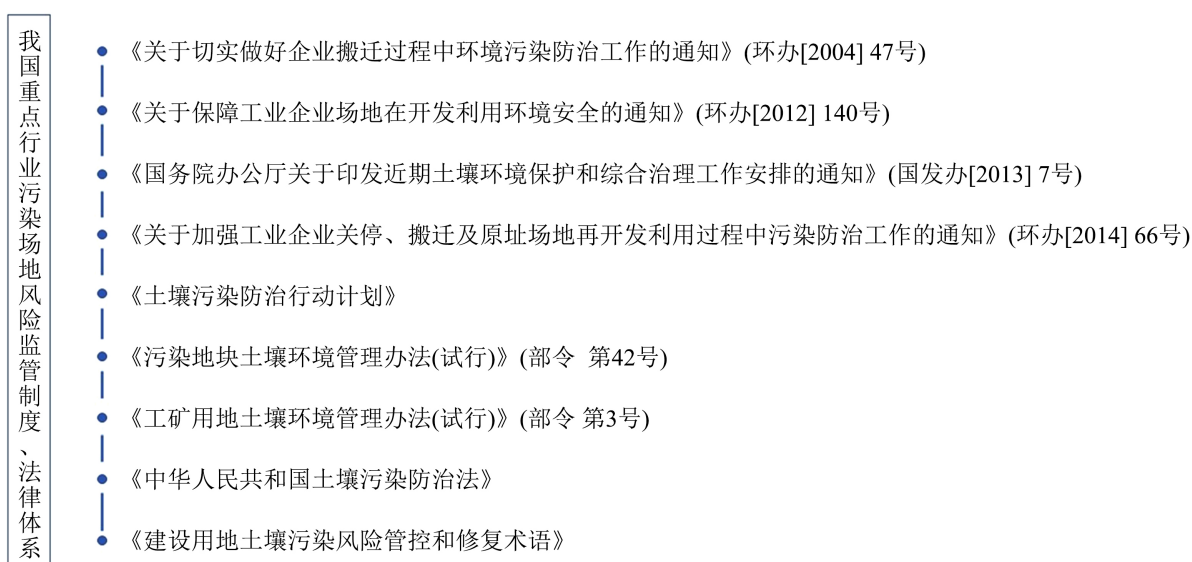 我国重点行业污染场地风险监管制度、法律体系
《关于切实做好企业搬迁过程中环境污染防治工作的通知》(环办[2004] 47号)
《关于保障工业企业场地在开发利用环境安全的通知》(环办[2012] 140号)
《国务院办公厅关于印发近期土壤环境保护和综合治理工作安排的通知》(国发办[2013] 7号)
《关于加强工业企业关停、搬迁及原址场地再开发利用过程中污染防治工作的通知》(环办[2014] 66号)
《土壤污染防治行动计划》
《污染地块土壤环境管理办法(试行)》(部令 第42号)
《工矿用地土壤环境管理办法(试行)》(部令 第3号)
《中华人民共和国土壤污染防治法》
《建设用地土壤污染风险管控和修复术语》